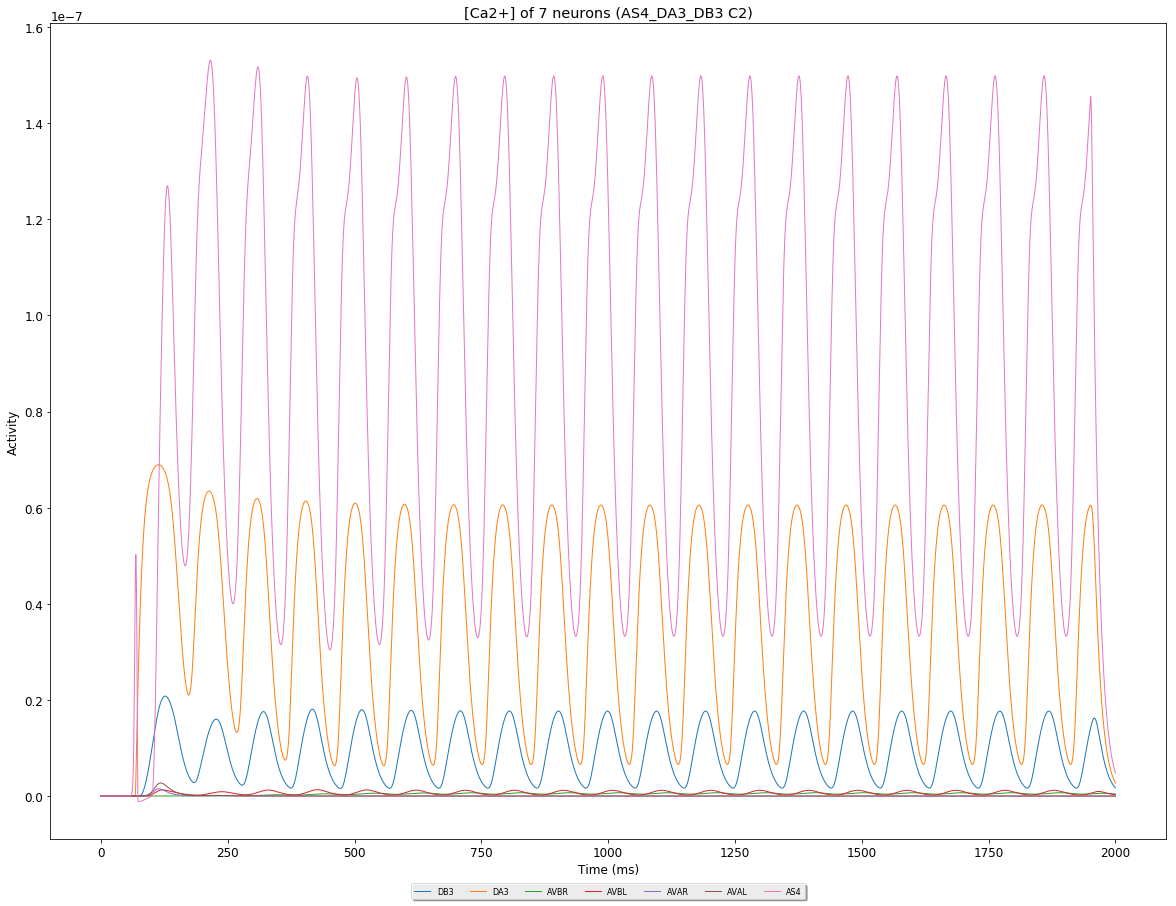 [Ca2+] of 7 neurons (AS4_DA3_DB3 C2)
1e−7
1.6
1.4
1.2
1.0
0.8
0.6
0.4
0.2
0.0
Activity
0 250 500 750 1000 1250 1500 1750 2000
Time (ms)
DB3 DA3 AVBR AVBL AVAR AVAL AS4